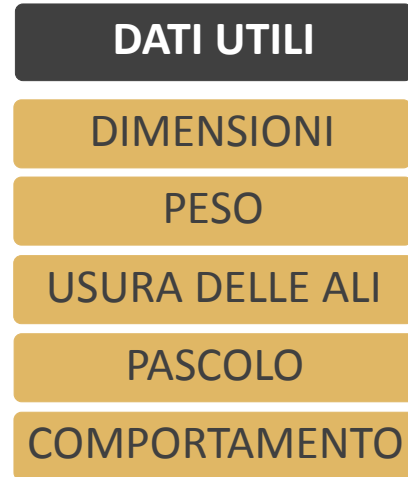 DATI UTILI
DIMENSIONI
PESO
USURA DELLE ALI
PASCOLO
COMPORTAMENTO